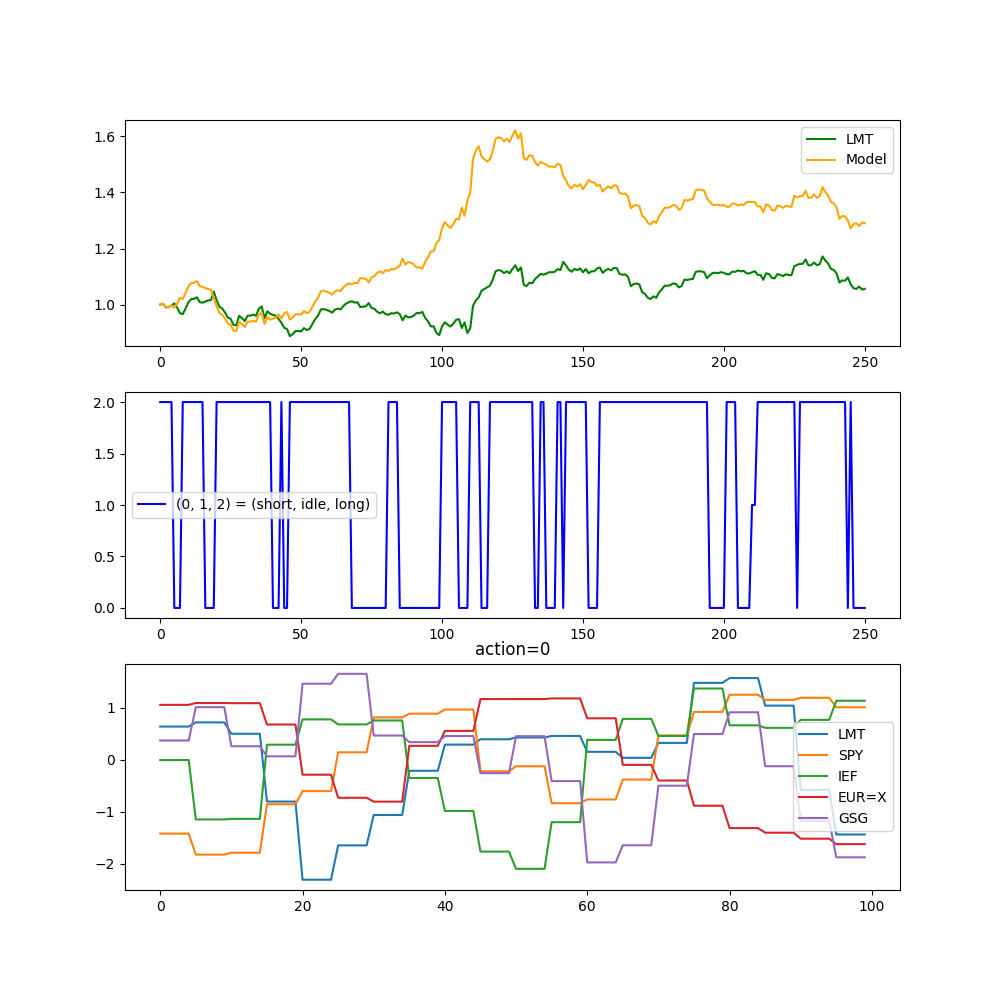 1.6
1.4
1.2
1.0
LMT
Model
0 50 100 150 200 250
2.0
1.5
1.0
0.5
0.0
(0, 1, 2) = (short, idle, long)
0 50 100 150 200 250
action=0
1
0
−1
−2
LMT
SPY
IEF
EUR=X
GSG
0 20 40 60 80 100